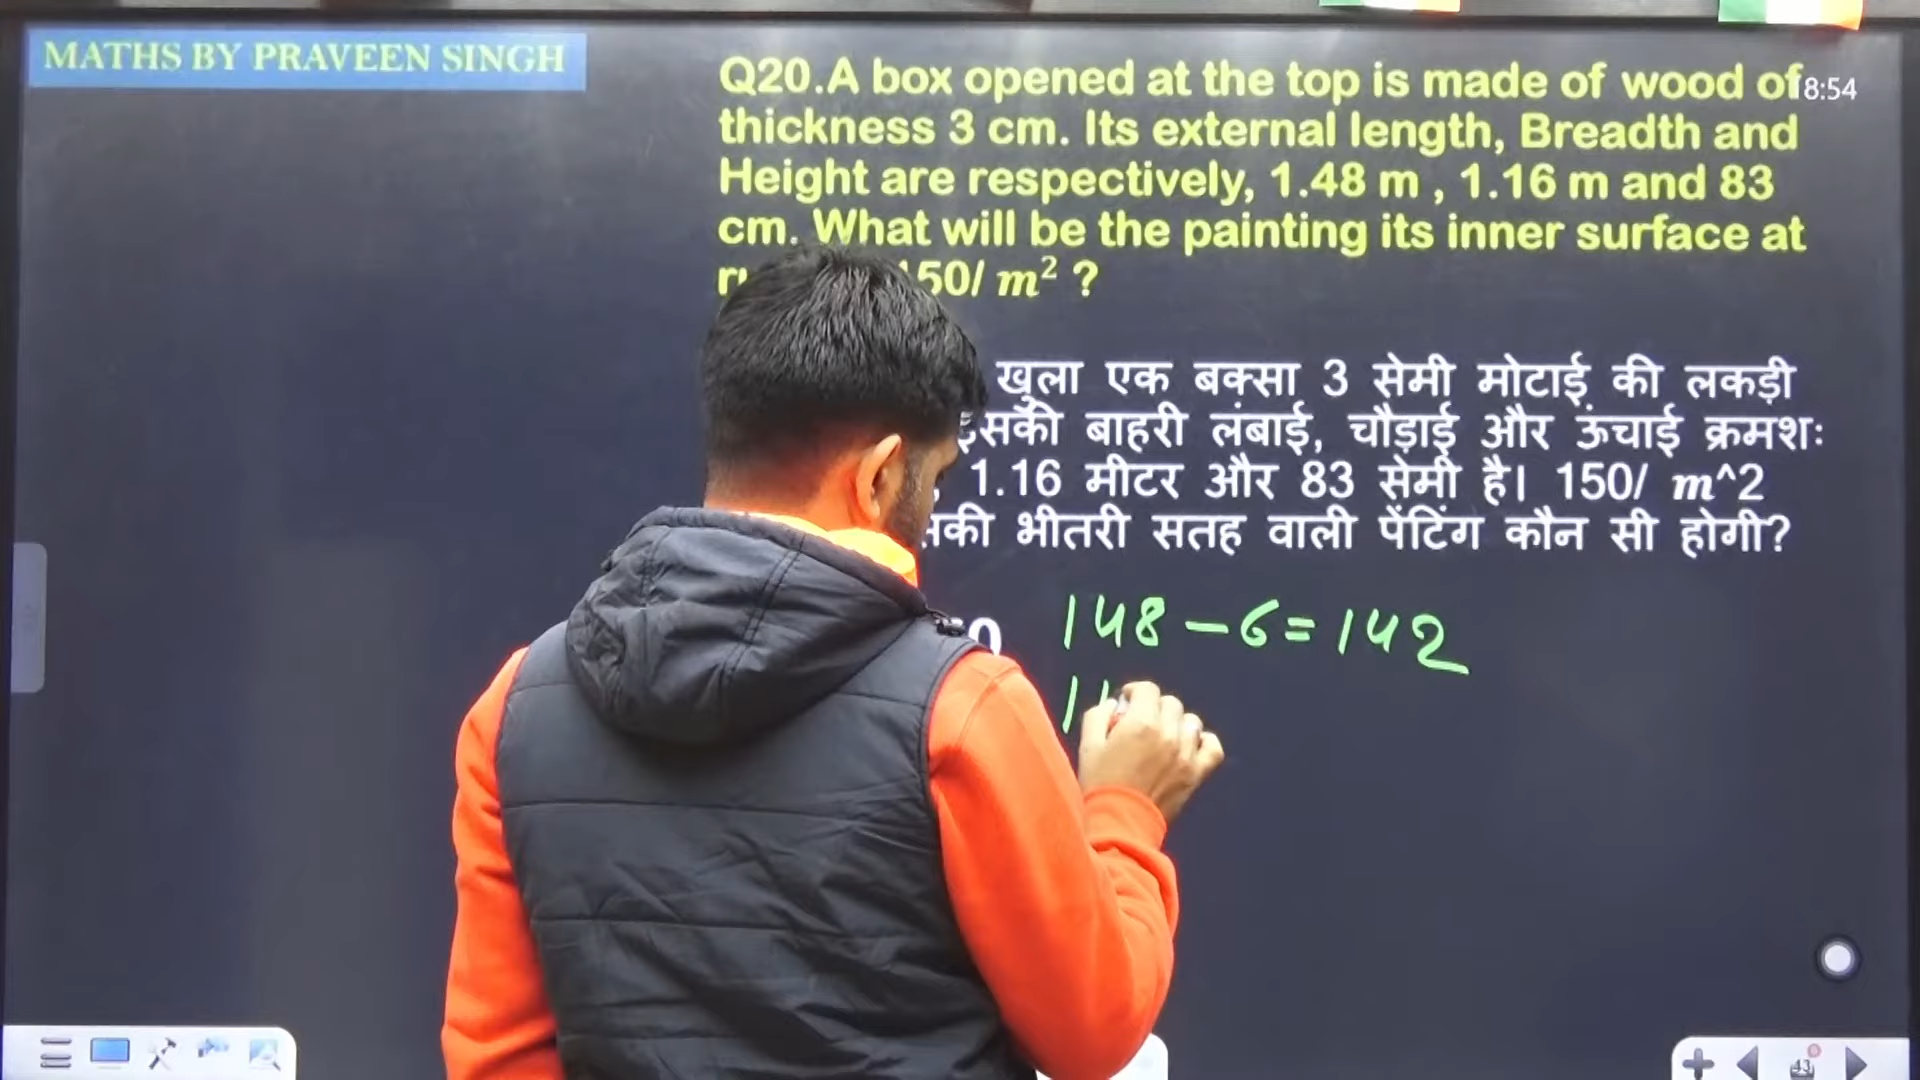 MATHS BY PRAVEEN SINGH
Q20.A box opened at the top is made of wood of
8:54
thickness 3 cm. Its external length, Breadth and
Height are respectively, 1.48 m , 1.16 m and 83
cm. What will be the painting its inner surface at
150/ m² ?
खुला एक बक्सा 3 सेमी मोटाई की लकड़ी
इसकी बाहरी लंबाई, चौड़ाई और ऊंचाई क्रमशः
, 1.16 मीटर और 83 सेमी है। 150/ m^2
भीतरी सतह वाली पेंटिंग कौन सी होगी?
148 - 6 = 142
43